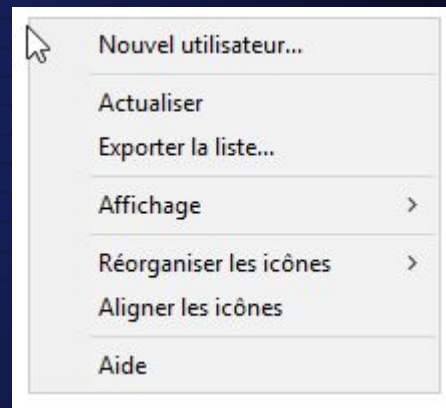 Nouvel utilisateur...
Actualiser
Exporter la liste...
Affichage
Réorganiser les icônes
Aligner les icônes
Aide